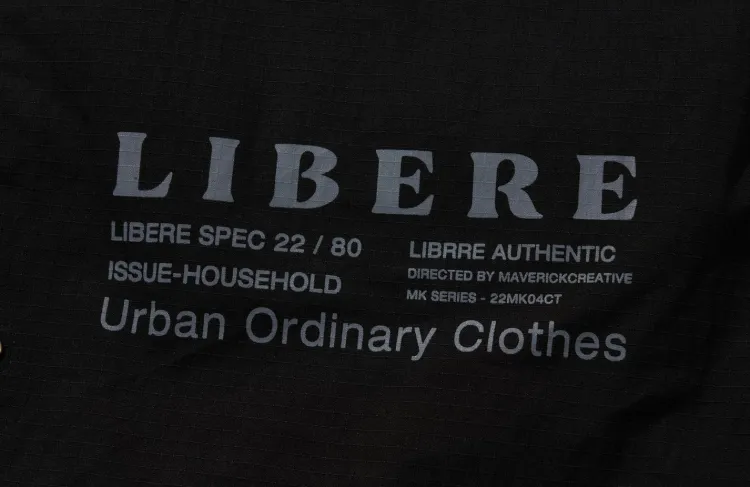 LIBERE
LIBERE SPEC 22 / 80
ISSUE-HOUSEHOLD
LIBRRE AUTHENTIC
DIRECTED BY MAVERICKCREATIVE
MK SERIES - 22MK04CT
Urban Ordinary Clothes